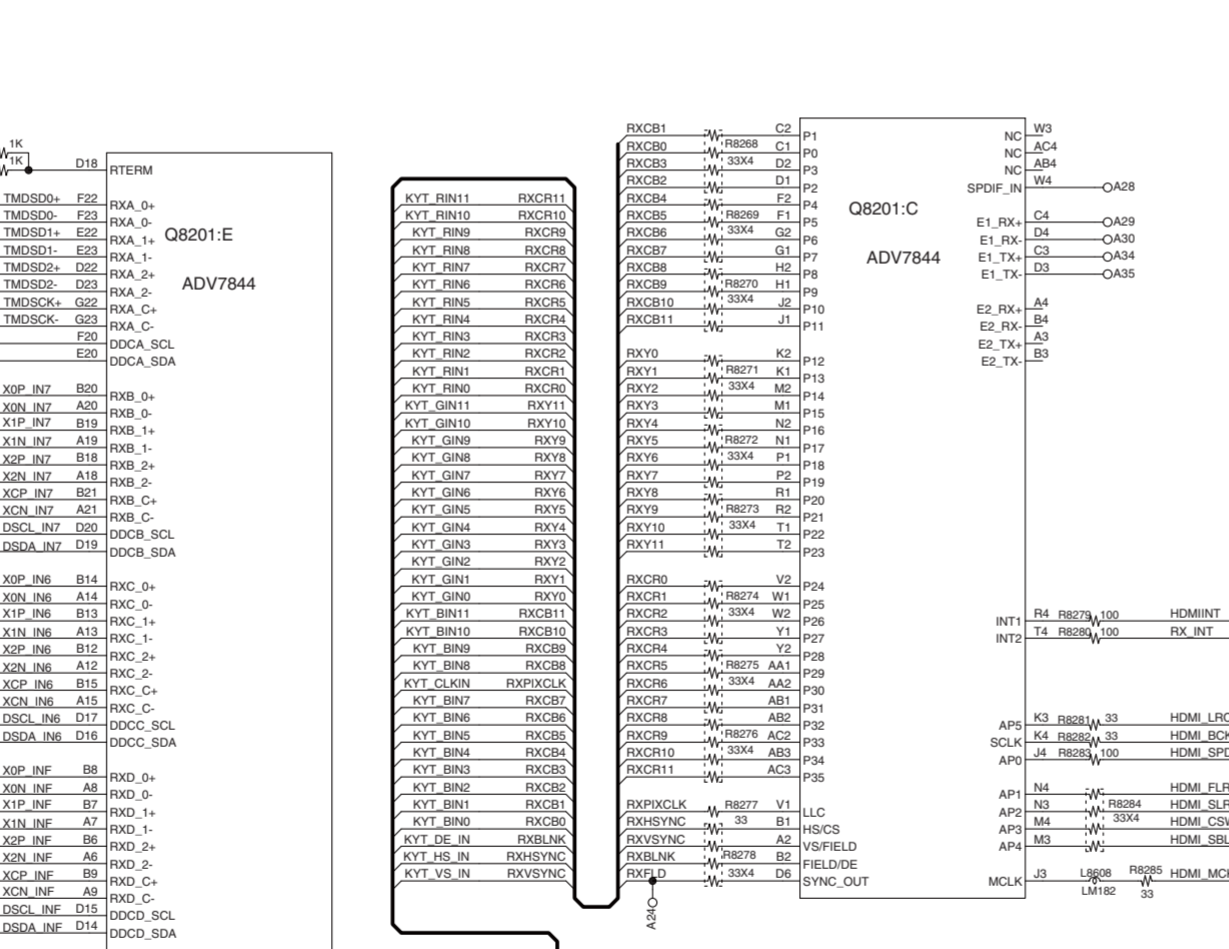 1K
1K
D18 RTERM
TMDSD0+ F22 RXA_0+
TMDSD0- F23 RXA_0-
TMDSD1+ E22 RXA_1+
TMDSD1- E23 RXA_1-
TMDSD2+ D22 RXA_2+
TMDSD2- D23 RXA_2-
TMDSCK+ G22 RXA_C+
TMDSCK- G23 RXA_C-
F20 DDCA_SCL
E20 DDCA_SDA
X0P_IN7 B20 RXB_0+
X0N_IN7 A20 RXB_0-
X1P_IN7 B19 RXB_1+
X1N_IN7 A19 RXB_1-
X2P_IN7 B18 RXB_2+
X2N_IN7 A18 RXB_2-
XCP_IN7 B21 RXB_C+
XCN_IN7 A21 RXB_C-
DSCL_IN7 D20 DDCB_SCL
DSDA_IN7 D19 DDCB_SDA
X0P_IN6 B14 RXC_0+
X0N_IN6 A14 RXC_0-
X1P_IN6 B13 RXC_1+
X1N_IN6 A13 RXC_1-
X2P_IN6 B12 RXC_2+
X2N_IN6 A12 RXC_2-
XCP_IN6 B15 RXC_C+
XCN_IN6 A15 RXC_C-
DSCL_IN6 D17 DDCC_SCL
DSDA_IN6 D16 DDCC_SDA
X0P_INF B8 RXD_0+
X0N_INF A8 RXD_0-
X1P_INF B7 RXD_1+
X1N_INF A7 RXD_1-
X2P_INF B6 RXD_2+
X2N_INF A6 RXD_2-
XCP_INF B9 RXD_C+
XCN_INF A9 RXD_C-
DSCL_INF D15 DDCD_SCL
DSDA_INF D14 DDCD_SDA
Q8201:E
ADV7844
KYT_RIN11 RXCR11
KYT_RIN10 RXCR10
KYT_RIN9 RXCR9
KYT_RIN8 RXCR8
KYT_RIN7 RXCR7
KYT_RIN6 RXCR6
KYT_RIN5 RXCR5
KYT_RIN4 RXCR4
KYT_RIN3 RXCR3
KYT_RIN2 RXCR2
KYT_RIN1 RXCR1
KYT_RIN0 RXCR0
KYT_GIN11 RXY11
KYT_GIN10 RXY10
KYT_GIN9 RXY9
KYT_GIN8 RXY8
KYT_GIN7 RXY7
KYT_GIN6 RXY6
KYT_GIN5 RXY5
KYT_GIN4 RXY4
KYT_GIN3 RXY3
KYT_GIN2 RXY2
KYT_GIN1 RXY1
KYT_GIN0 RXY0
KYT_BIN11 RXCB11
KYT_BIN10 RXCB10
KYT_BIN9 RXCB9
KYT_BIN8 RXCB8
KYT_CLKIN RXPIXCLK
KYT_BIN7 RXCB7
KYT_BIN6 RXCB6
KYT_BIN5 RXCB5
KYT_BIN4 RXCB4
KYT_BIN3 RXCB3
KYT_BIN2 RXCB2
KYT_BIN1 RXCB1
KYT_BIN0 RXCB0
KYT_DE_IN RXBLNK
KYT_HS_IN RXHSYNC
KYT_VS_IN RXVSYNC
RXCB1 C2 P1
RXCB0 R8268 C1 P0
RXCB3 33X4 D2 P3
RXCB2 D1 P2
RXCB4 F2 P4
RXCB5 R8269 F1 P5
RXCB6 33X4 G2 P6
RXCB7 G1 P7
RXCB8 H2 P8
RXCB9 R8270 H1 P9
RXCB10 33X4 J2 P10
RXCB11 J1 P11
RXY0 K2 P12
RXY1 R8271 K1 P13
RXY2 33X4 M2 P14
RXY3 M1 P15
RXY4 N2 P16
RXY5 R8272 N1 P17
RXY6 33X4 P1 P18
RXY7 P2 P19
RXY8 R1 P20
RXY9 R8273 R2 P21
RXY10 33X4 T1 P22
RXY11 T2 P23
RXCR0 V2 P24
RXCR1 R8274 W1 P25
RXCR2 33X4 W2 P26
RXCR3 Y1 P27
RXCR4 Y2 P28
RXCR5 R8275 AA1 P29
RXCR6 33X4 AA2 P30
RXCR7 AB1 P31
RXCR8 AB2 P32
RXCR9 R8276 AC2 P33
RXCR10 33X4 AB3 P34
RXCR11 AC3 P35
RXPIXCLK R8277 V1 LLC
RXHSYNC 33 B1 HS/CS
RXVSYNC A2 VS/FIELD
RXBLNK R8278 B2 FIELD/DE
RXFLD 33X4 D6 SYNC_OUT
A24
Q8201:C
ADV7844
NC W3
NC AC4
NC AB4
SPDIF_IN W4 A28
E1_RX+ C4 A29
E1_RX- D4 A30
E1_TX+ C3 A34
E1_TX- D3 A35
E2_RX+ A4
E2_RX- B4
E2_TX+ A3
E2_TX- B3
INT1 R4 R8279 100 HDMIINT
INT2 T4 R8280 100 RX_INT
AP5 K3 R8281 33 HDMI_LRC
SCLK K4 R8282 33 HDMI_BCK
AP0 J4 R8283 100 HDMI_SPD
AP1 N4 HDMI_FLR
AP2 N3 R8284 HDMI_SLR
AP3 M4 33X4 HDMI_CSW
AP4 M3 HDMI_SBL
MCLK J3 L8608 R8285 HDMI_MCK
LM182 33